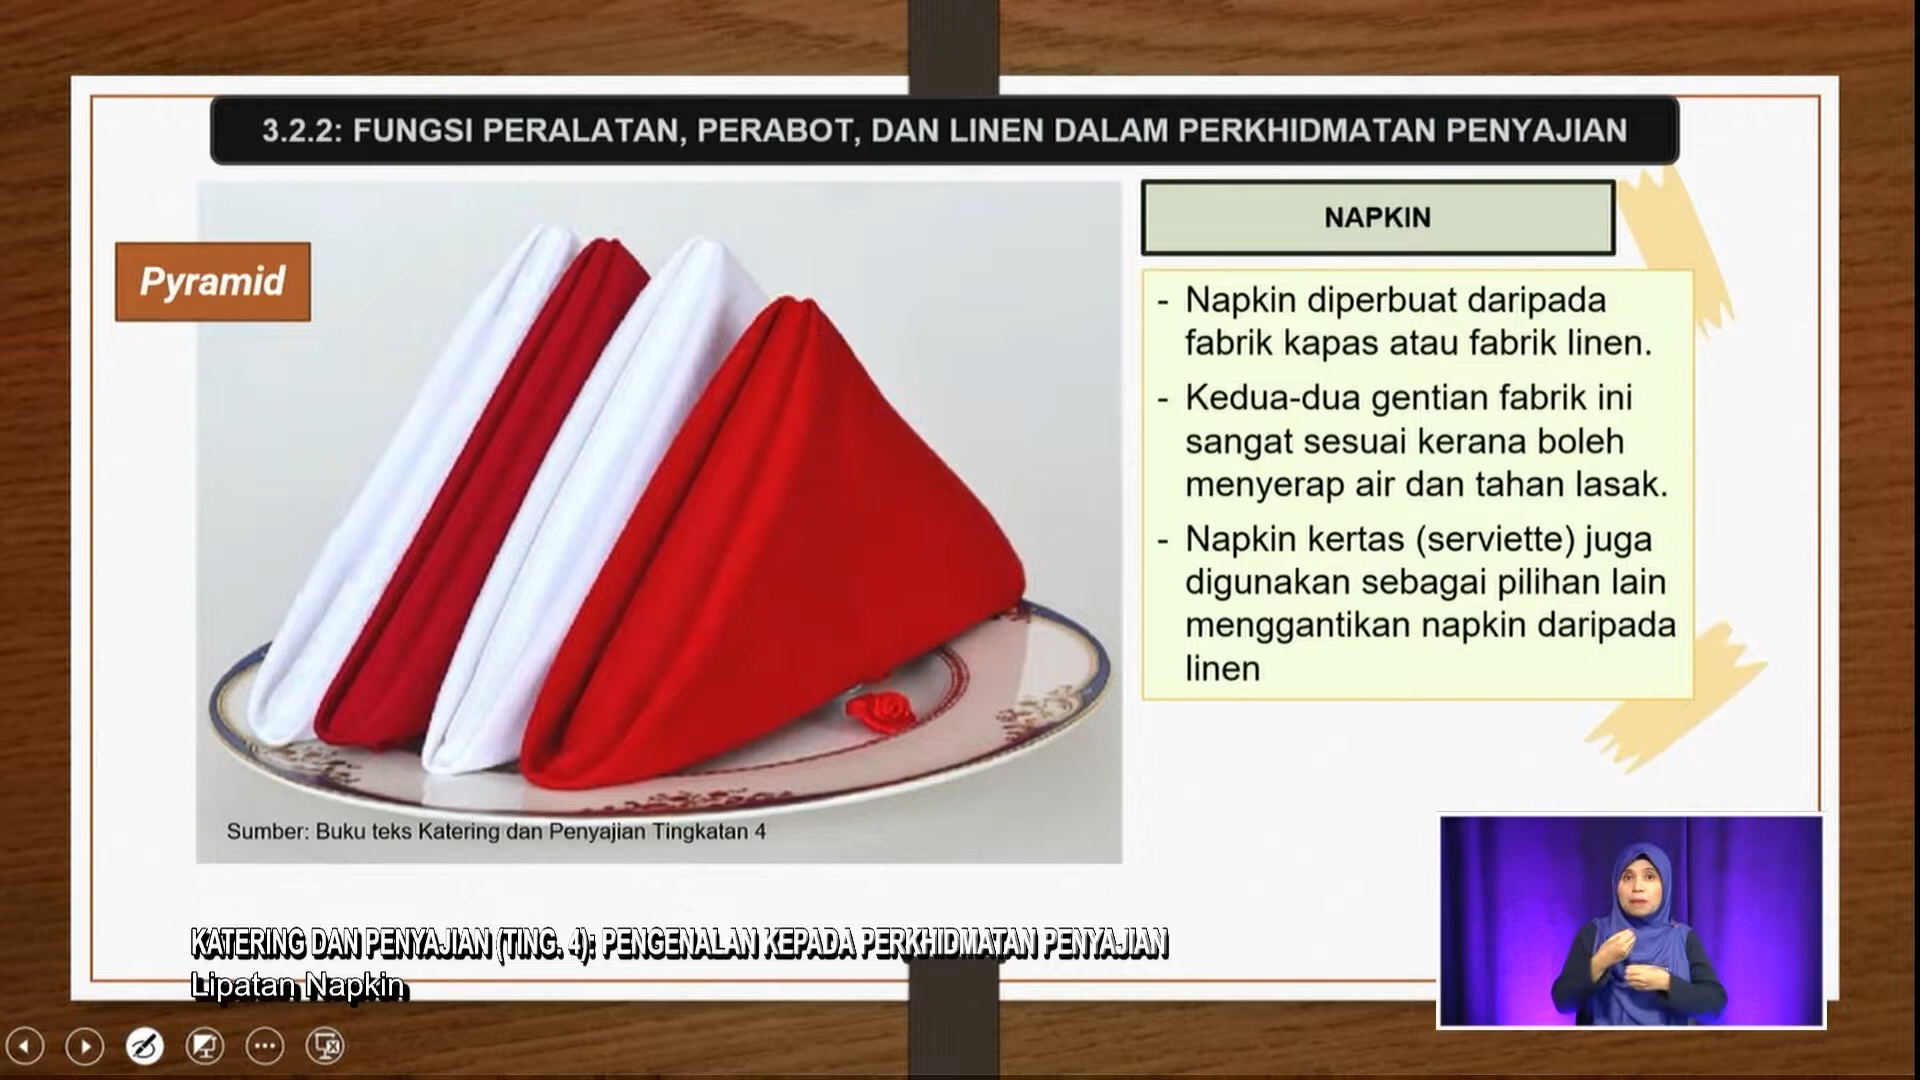 3.2.2: FUNGSI PERALATAN, PERABOT, DAN LINEN DALAM PERKHIDMATAN PENYAJIAN
Pyramid
NAPKIN
- Napkin diperbuat daripada
fabrik kapas atau fabrik linen.
- Kedua-dua gentian fabrik ini
sangat sesuai kerana boleh
menyerap air dan tahan lasak.
- Napkin kertas (serviette) juga
digunakan sebagai pilihan lain
menggantikan napkin daripada
linen
Sumber: Buku teks Katering dan Penyajian Tingkatan 4
KATERING DAN PENYAJIAN (TING. 4): PENGENALAN KEPADA PERKHIDMATAN PENYAJIAN
Lipatan Napkin